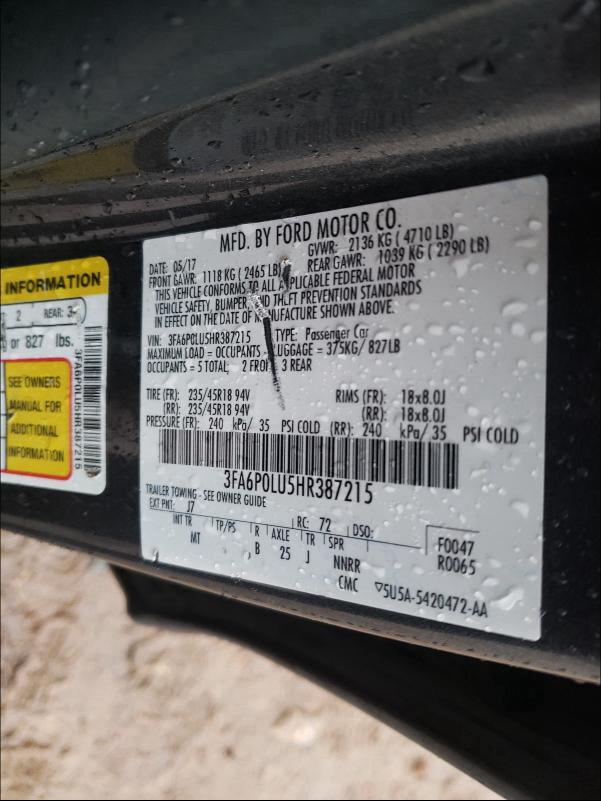 MFD. BY FORD MOTOR CO.
DATE: 05/17 GVWR: 2136 KG ( 4710 LB)
FRONT GAWR: 1118 KG ( 2465 LB) REAR GAWR: 1039 KG ( 2290 LB)
THIS VEHICLE CONFORMS TO ALL APPLICABLE FEDERAL MOTOR
VEHICLE SAFETY, BUMPER, AND THEFT PREVENTION STANDARDS
IN EFFECT ON THE DATE OF MANUFACTURE SHOWN ABOVE.
VIN: 3FA6P0LU5HR387215 TYPE: Passenger Car
MAXIMUM LOAD = OCCUPANTS LUGGAGE = 375KG/ 827LB
OCCUPANTS = 5 TOTAL, 2 FRONT 3 REAR
TIRE (FR): 235/45R18 94V RIMS (FR): 18x8.0J
(RR): 235/45R18 94V (RR): 18x8.0J
PRESSURE (FR): 240 kPa/ 35 PSI COLD (RR): 240 kPa/ 35 PSI COLD
3FA6P0LU5HR387215
TRAILER TOWING - SEE OWNER GUIDE
EXT PNT: J7 RC: 72 DSO:
INT TR TP/PS R AXLE TR SPR F0047
MT B 25 J NNRR R0065
CMC ▽5U5A-5420472-AA
INFORMATION
2 REAR: 3
or 827 lbs.
SEE OWNERS
MANUAL FOR
ADDITIONAL
INFORMATION
3FA6P0LU5HR387215